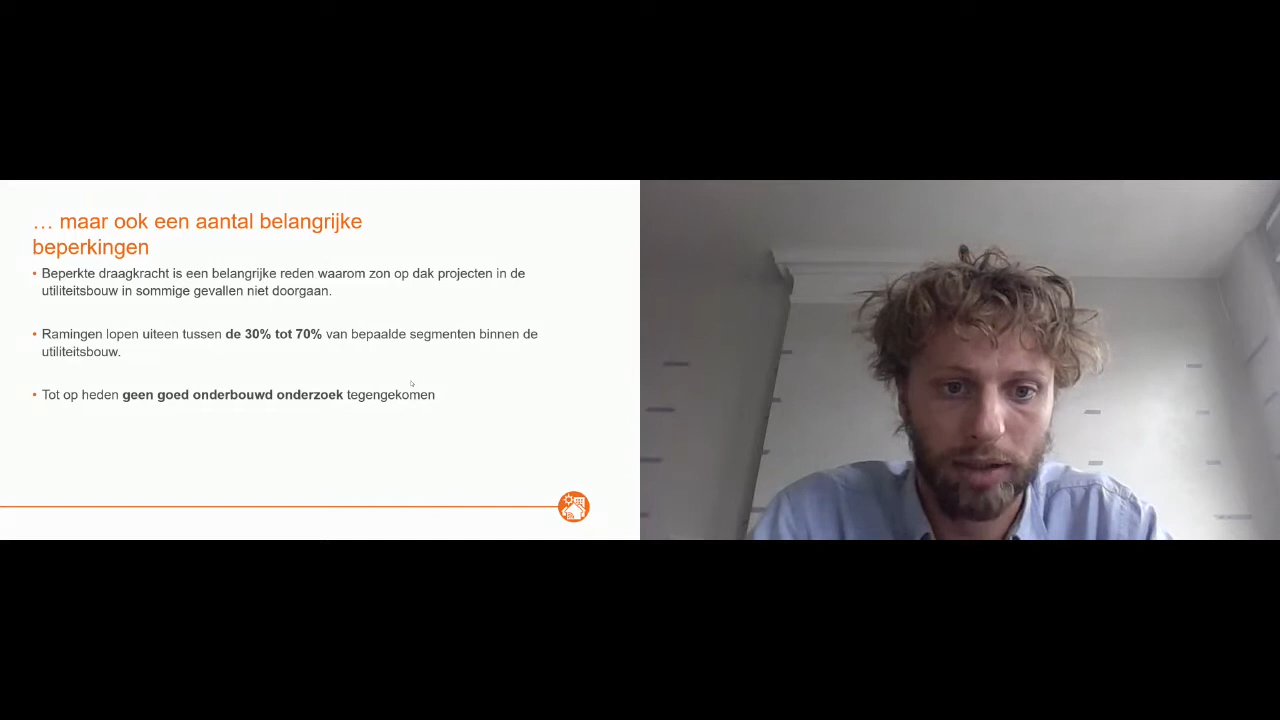 … maar ook een aantal belangrijke
beperkingen
• Beperkte draagkracht is een belangrijke reden waarom zon op dak projecten in de
utiliteitsbouw in sommige gevallen niet doorgaan.
• Ramingen lopen uiteen tussen de 30% tot 70% van bepaalde segmenten binnen de
utiliteitsbouw.
• Tot op heden geen goed onderbouwd onderzoek tegengekomen